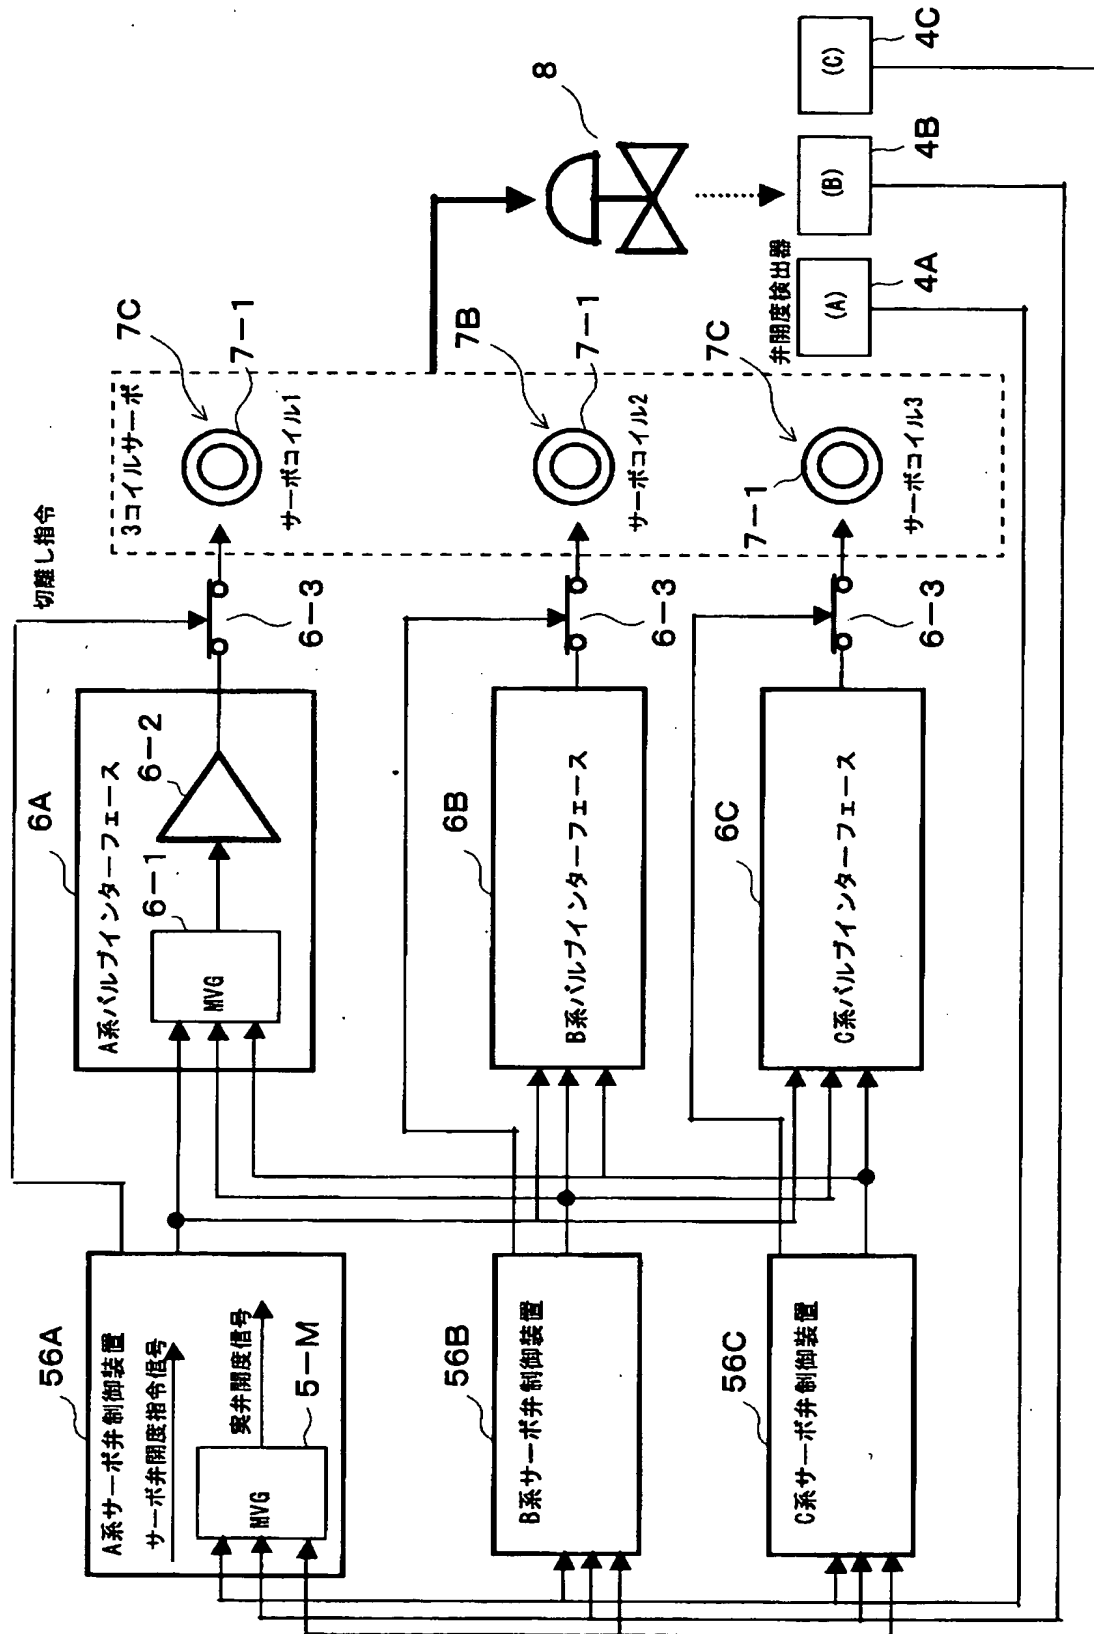 56A
A系サーボ弁制御装置
サーボ弁開度指令信号
実弁開度信号
5-M
MVG
56B
B系サーボ弁制御装置
56C
C系サーボ弁制御装置
6A
A系バルブインターフェース
6-1
MVG
6-2
6B
B系バルブインターフェース
6C
C系バルブインターフェース
切離し指令
6-3
6-3
6-3
3コイルサーボ
7C
7-1
サーボコイル1
7B
7-1
サーボコイル2
7C
7-1
サーボコイル3
8
弁開度検出器
(A)
4A
(B)
4B
(C)
4C